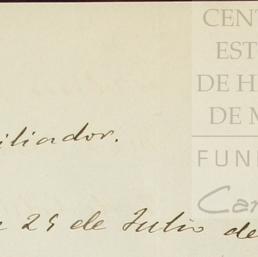 CENT
EST
DE H
DE M
FUN
Car
iliador.
29 de Julio de